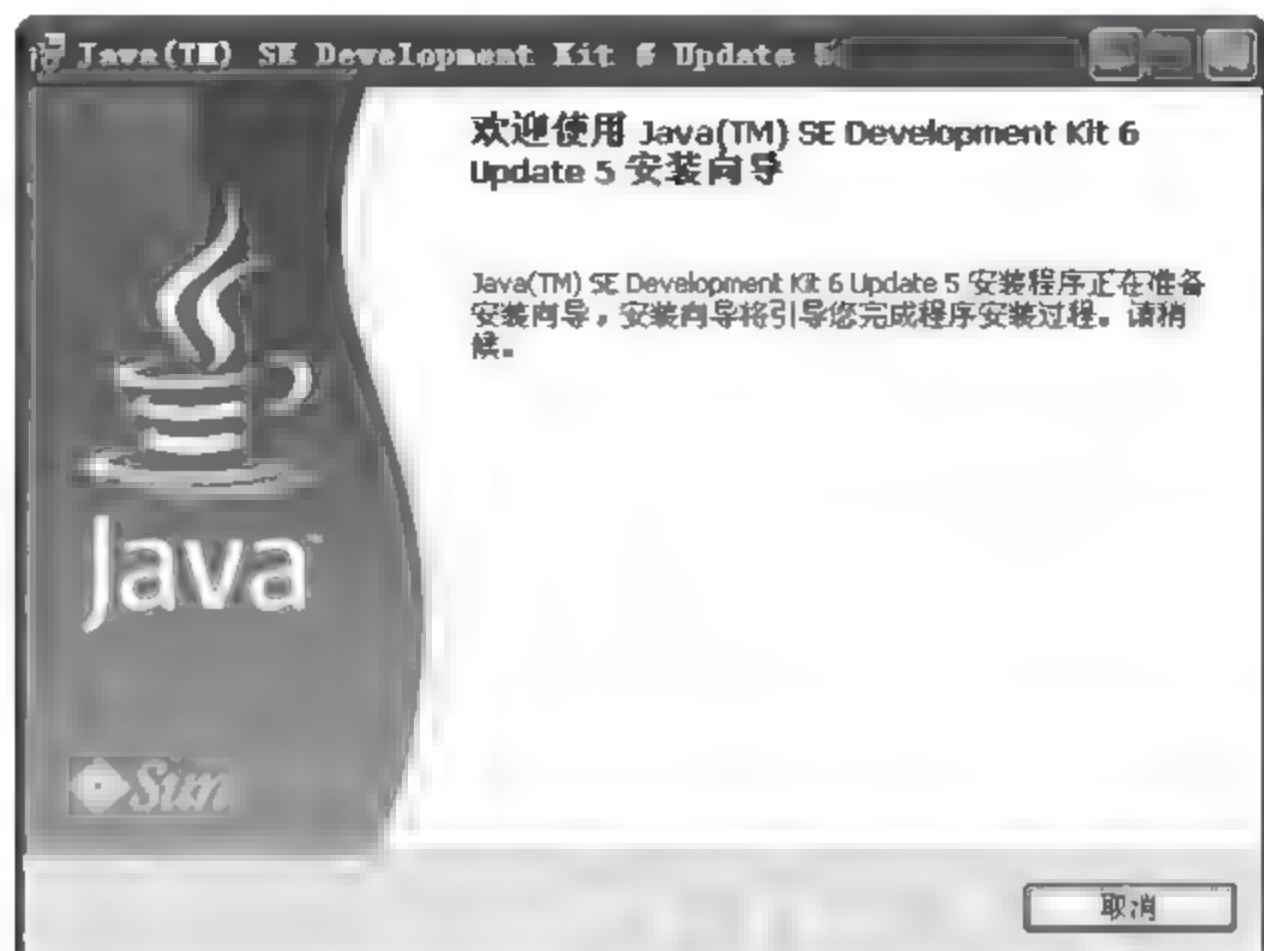 Java(TM) SE Development Kit 6 Update 5
欢迎使用 Java(TM) SE Development Kit 6
Update 5 安装向导
Java(TM) SE Development Kit 6 Update 5 安装程序正在准备
安装向导，安装向导将引导您完成程序安装过程。请稍
候。
Java
Sun
取消